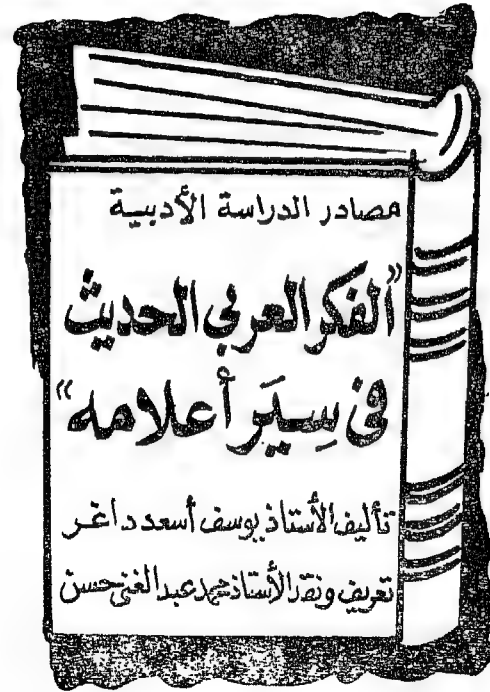 مصادر الدراسة الأدبية
"الفكر العربي الحديث
في سِيَر أعلامه"
تأليف الأستاذ يوسف أسعد داغر
تعريف ونقد الأستاذ محمد عبد الغني حسن